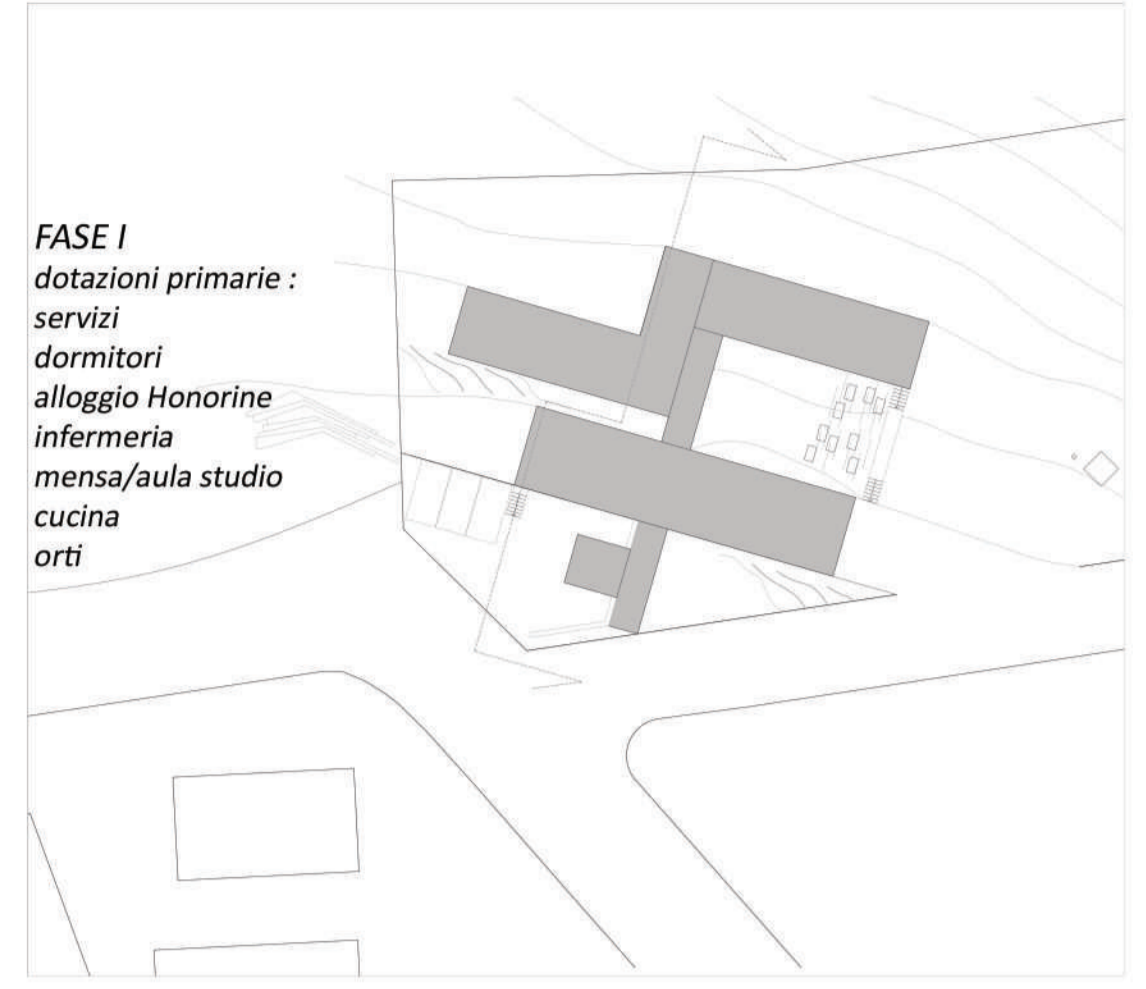 FASE I
dotazioni primarie :
servizi
dormitori
alloggio Honorine
infermeria
mensa/aula studio
cucina
orti